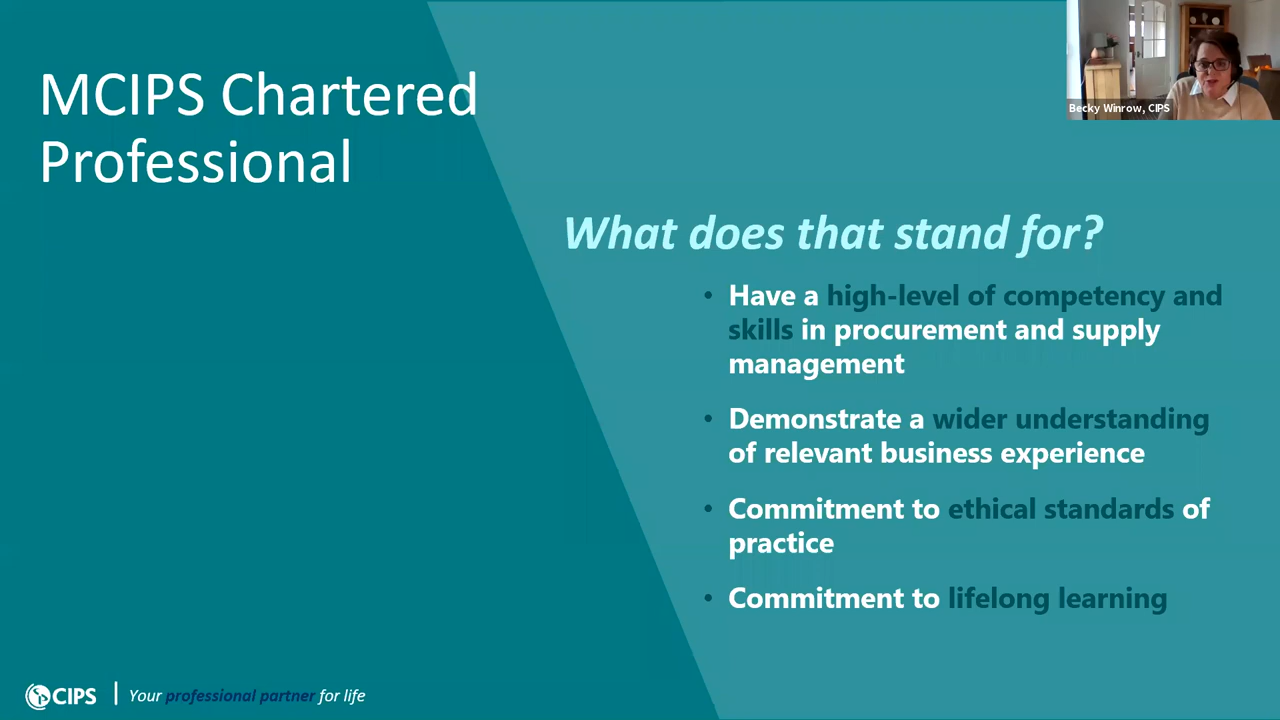 MCIPS Chartered
Professional
Becky Winrow, CIPS
What does that stand for?
• Have a high-level of competency and
skills in procurement and supply
management
• Demonstrate a wider understanding
of relevant business experience
• Commitment to ethical standards of
practice
• Commitment to lifelong learning
CIPS | Your professional partner for life